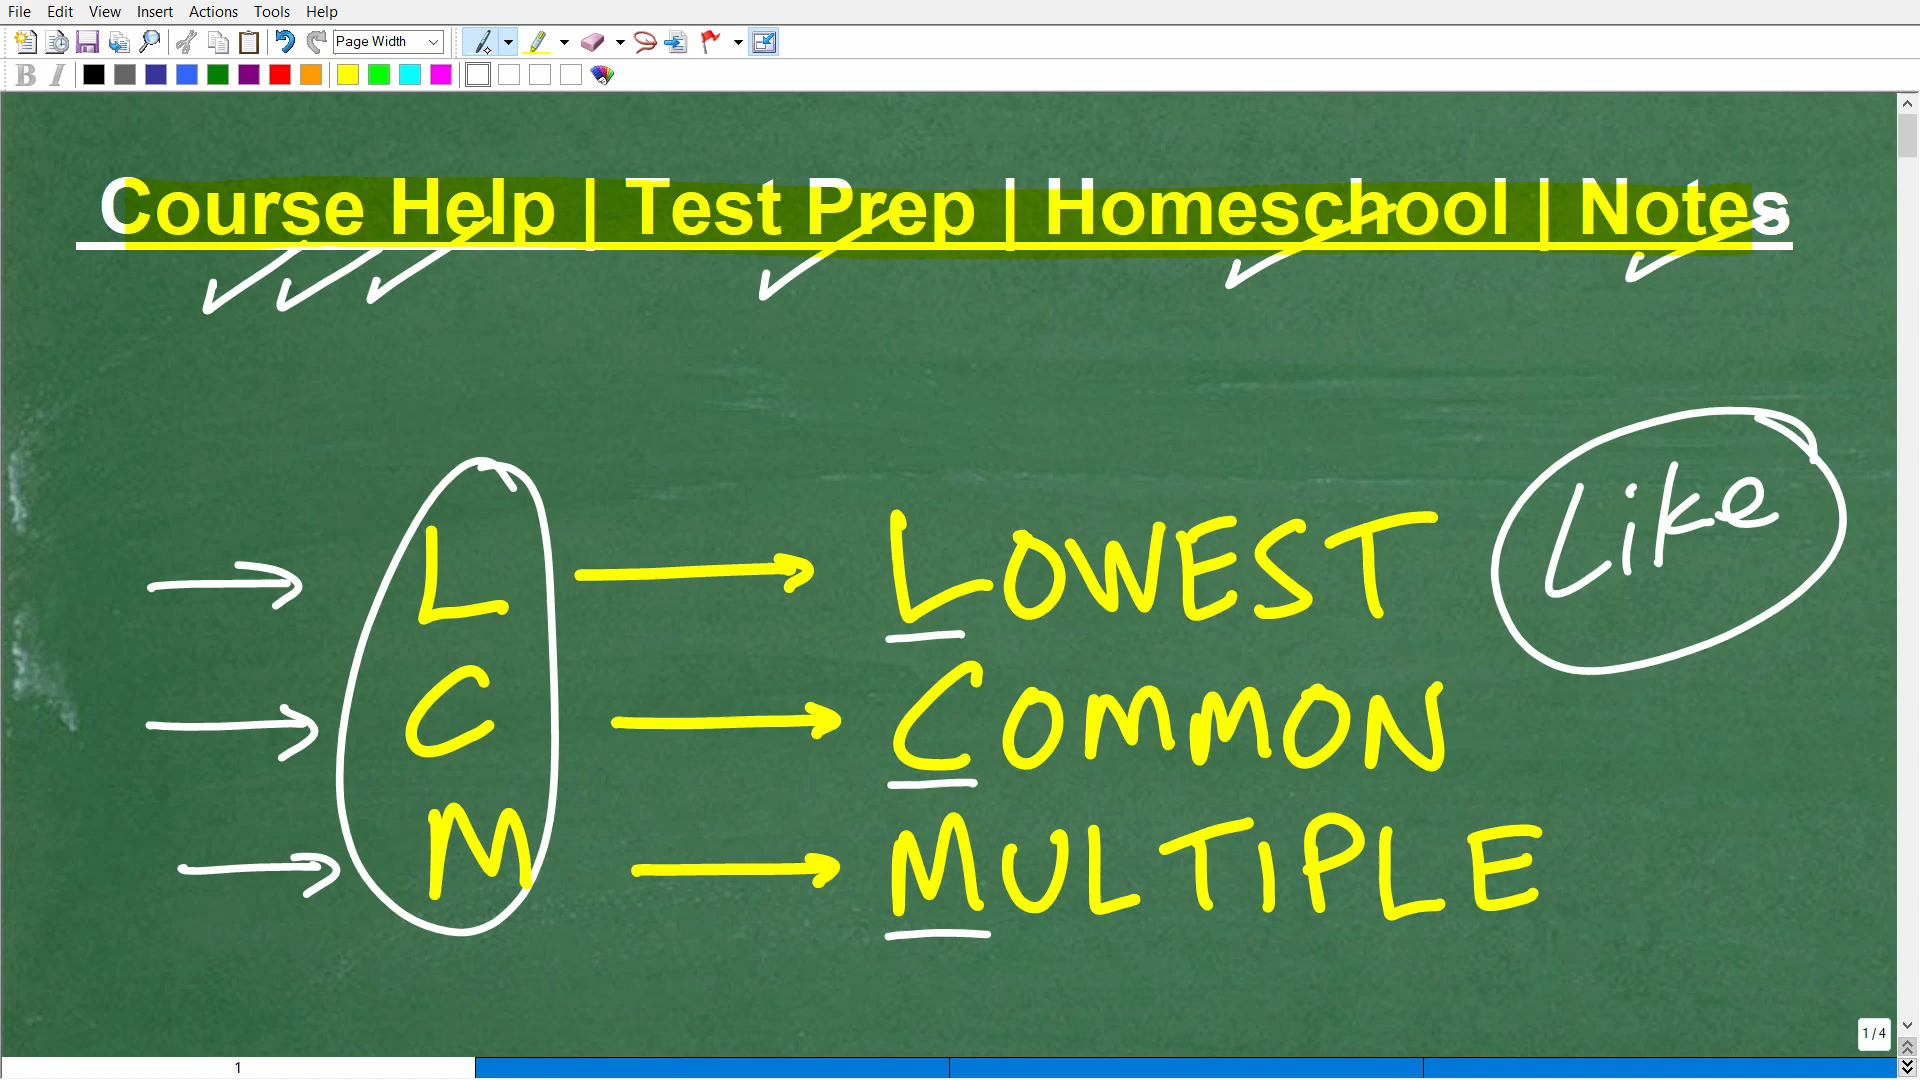 File Edit View Insert Actions Tools Help
Page Width
B I
Course Help | Test Prep | Homeschool | Notes
Like
L LOWEST
C COMMON
M MULTIPLE
1 / 4
1